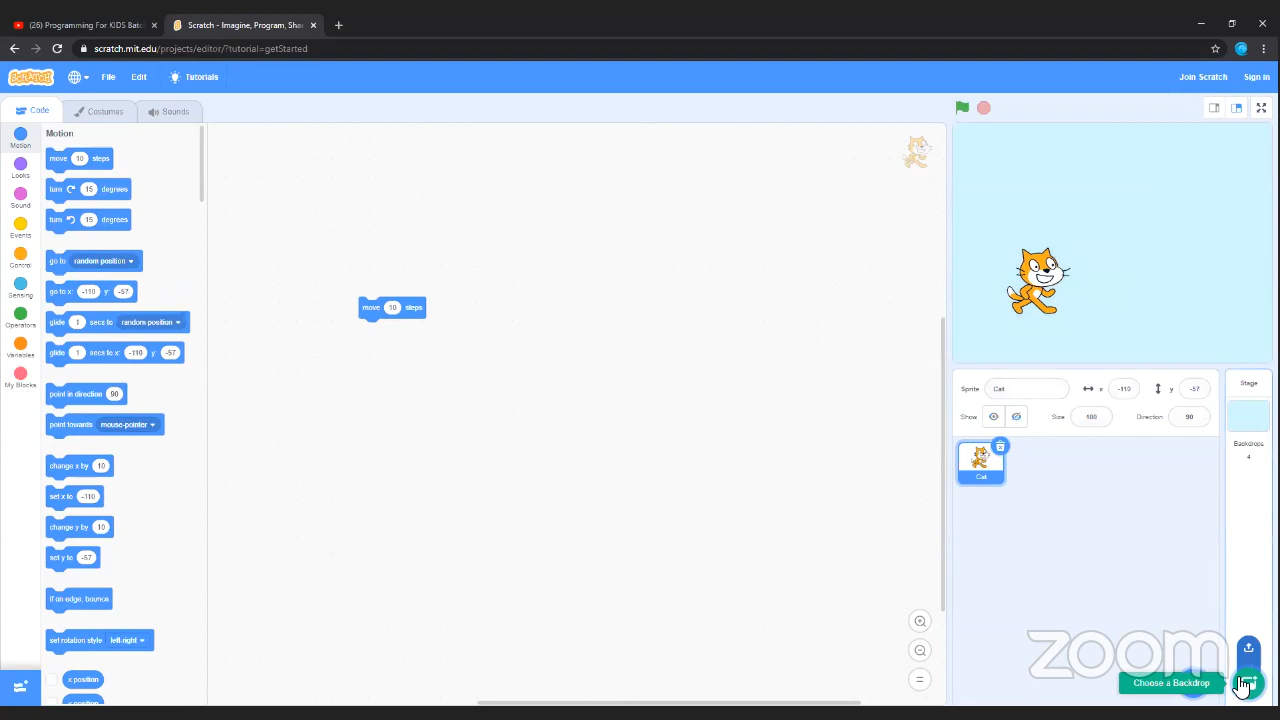 (26) Programming For KIDS Batc
Scratch - Imagine, Program, Sha
scratch.mit.edu/projects/editor/?tutorial=getStarted
SCRATCH
File
Edit
Tutorials
Join Scratch
Sign in
Code
Costumes
Sounds
Motion
Looks
Sound
Events
Control
Sensing
Operators
Variables
My Blocks
Motion
move 10 steps
turn 15 degrees
turn 15 degrees
go to random position
go to x: -110 y: -57
glide 1 secs to random position
glide 1 secs to x: -110 y: -57
point in direction 90
point towards mouse-pointer
change x by 10
set x to -110
change y by 10
set y to -57
if on edge, bounce
set rotation style left-right
x position
move 10 steps
Sprite Cat x -110 y -57
Show Size 100 Direction 90
Cat
Stage
Backdrops
4
zoom
Choose a Backdrop